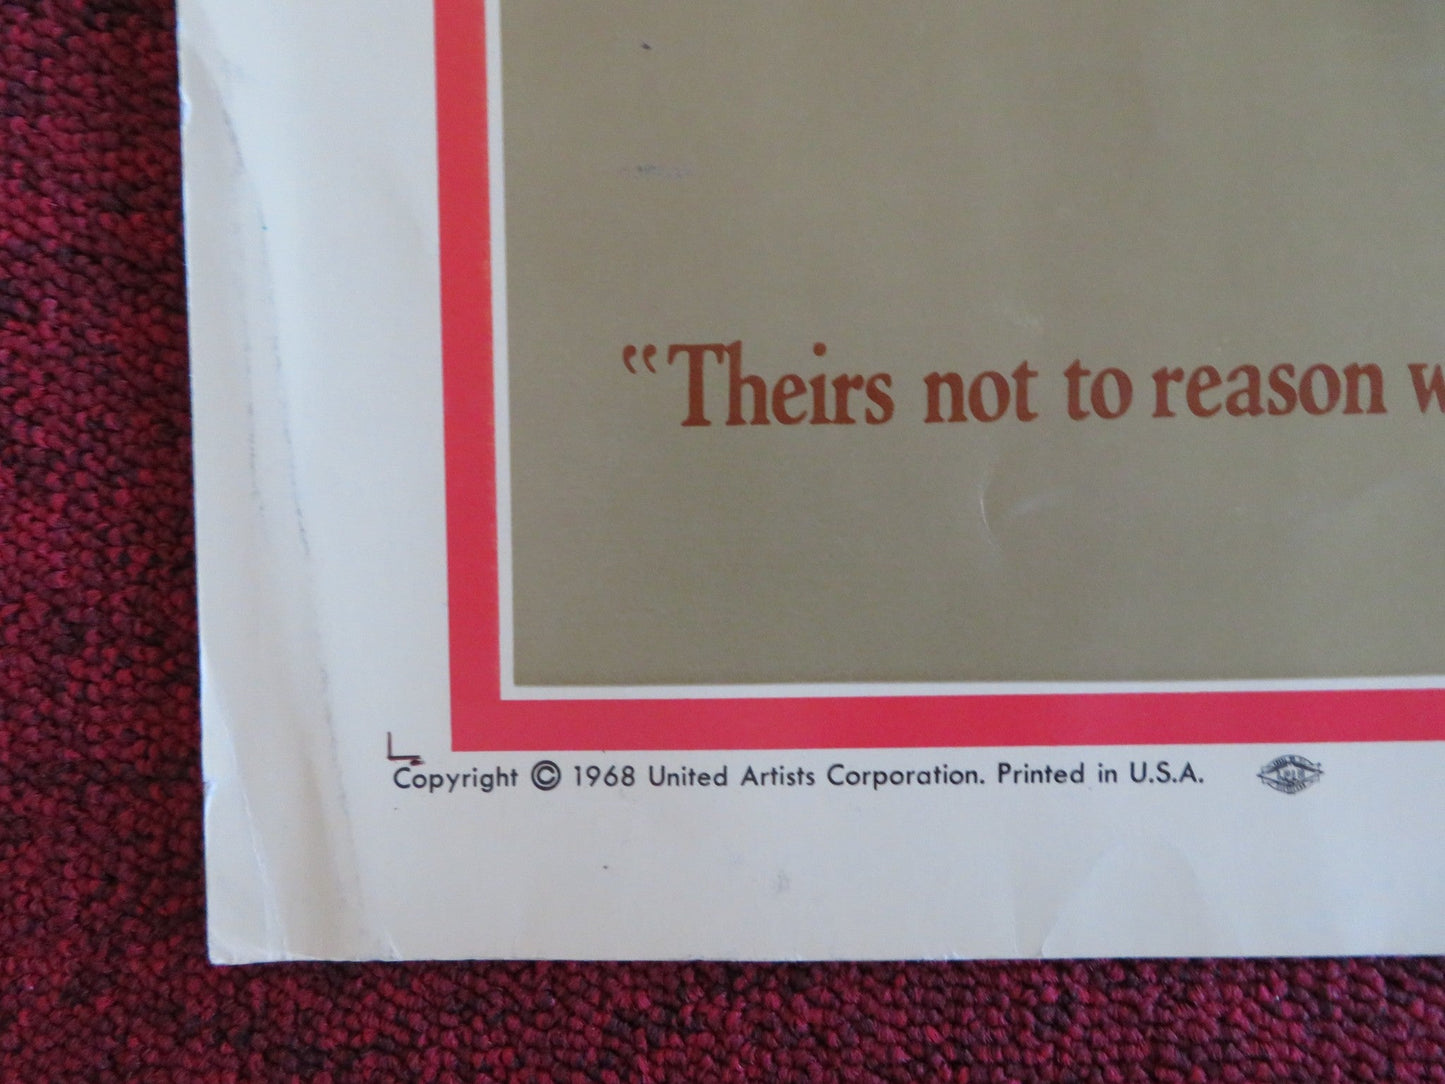 “Theirs not to reason w
Copyright © 1968 United Artists Corporation. Printed in U.S.A.